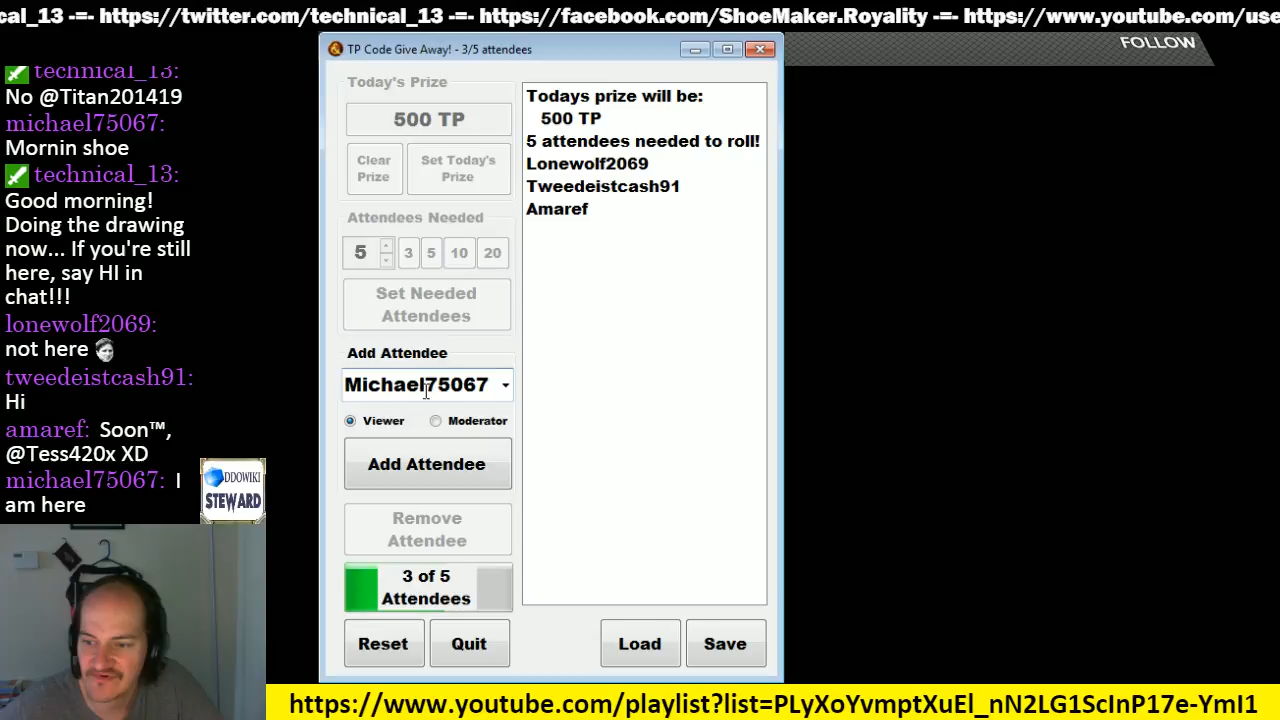 cal_13 -=- https://twitter.com/technical_13 -=- https://facebook.com/ShoeMaker.Royality -=- https://www.youtube.com/use
FOLLOW
technical_13:
No @Titan201419
michael75067:
Mornin shoe
technical_13:
Good morning!
Doing the drawing
now... If you're still
here, say HI in
chat!!!
lonewolf2069:
not here
tweedeistcash91:
Hi
amaref: Soon™,
@Tess420x XD
michael75067: I
am here
DDOWIKI
STEWARD
TP Code Give Away! - 3/5 attendees
Today's Prize
500 TP
Clear
Prize
Set Today's
Prize
Attendees Needed
5
3
5
10
20
Set Needed
Attendees
Add Attendee
Michael75067
Viewer
Moderator
Add Attendee
Remove
Attendee
3 of 5
Attendees
Reset
Quit
Load
Save
Todays prize will be:
500 TP
5 attendees needed to roll!
Lonewolf2069
Tweedeistcash91
Amaref
https://www.youtube.com/playlist?list=PLyXoYvmptXuEl_nN2LG1ScInP17e-YmI1